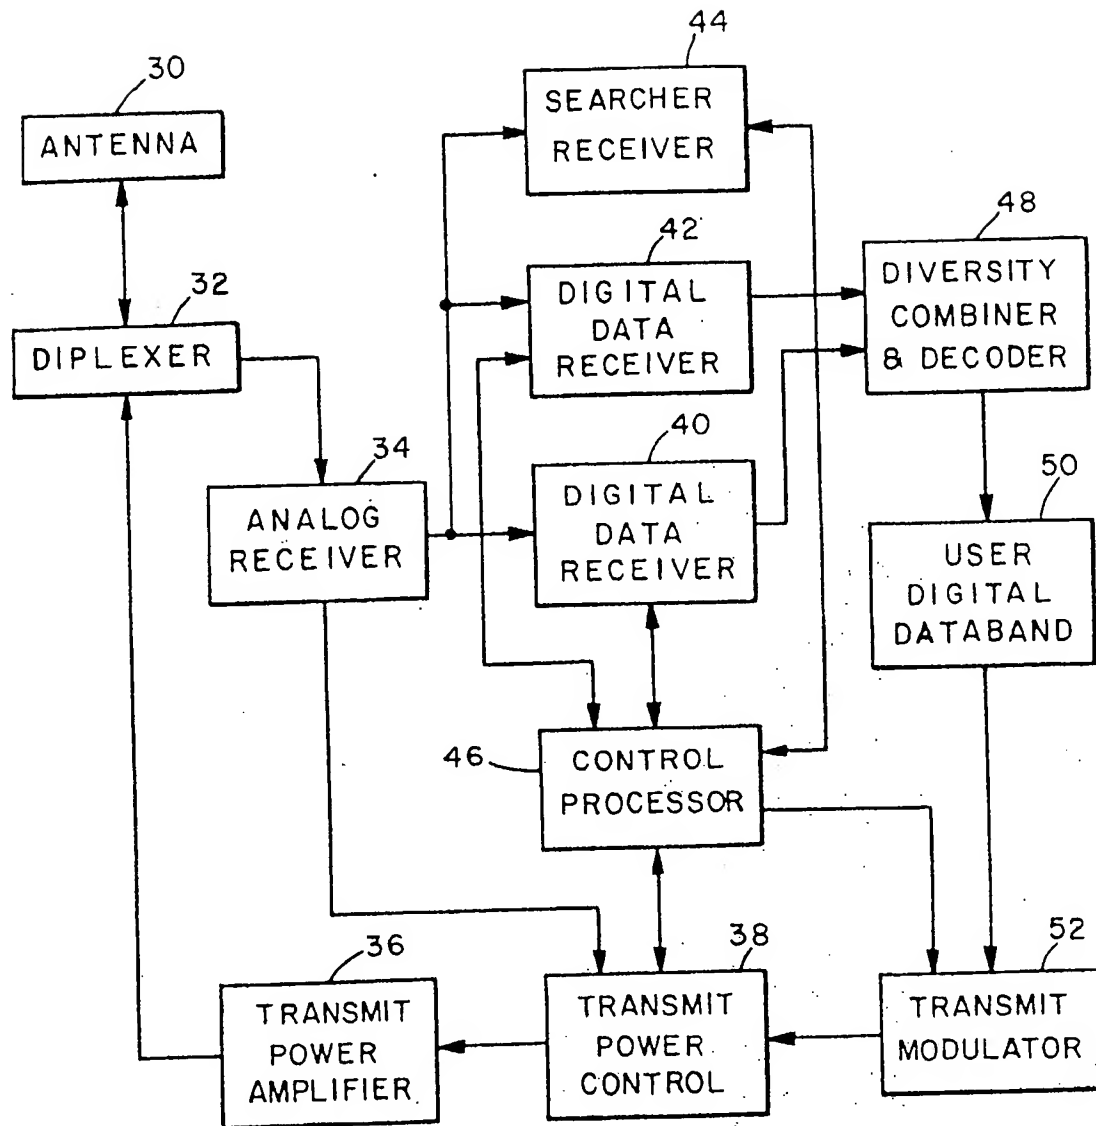 44
30
SEARCHER
RECEIVER
ANTENNA
42
48
DIGITAL
DATA
RECEIVER
DIVERSITY
COMBINER
& DECODER
32
DIPLEXER
40
34
DIGITAL
DATA
RECEIVER
50
ANALOG
RECEIVER
USER
DIGITAL
DATABAND
46
CONTROL
PROCESSOR
36
38
52
TRANSMIT
POWER
AMPLIFIER
TRANSMIT
POWER
CONTROL
TRANSMIT
MODULATOR